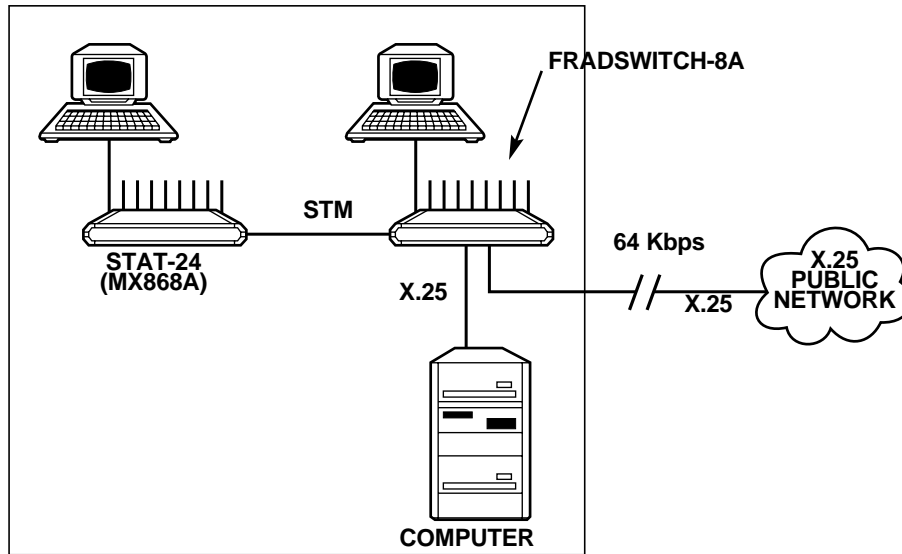 FRADSWITCH-8A
STM
STAT-24
(MX868A)
X.25
64 Kbps
X.25
X.25
PUBLIC
NETWORK
COMPUTER